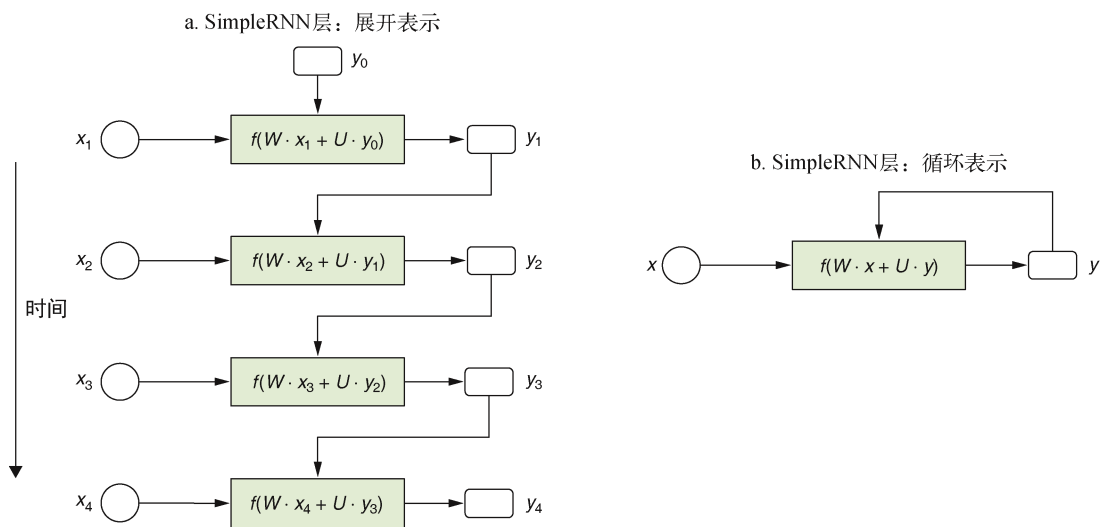 a. SimpleRNN层：展开表示
y₀
x₁
f(W · x₁ + U · y₀)
y₁
x₂
f(W · x₂ + U · y₁)
y₂
时间
x₃
f(W · x₃ + U · y₂)
y₃
x₄
f(W · x₄ + U · y₃)
y₄
b. SimpleRNN层：循环表示
x
f(W · x + U · y)
y